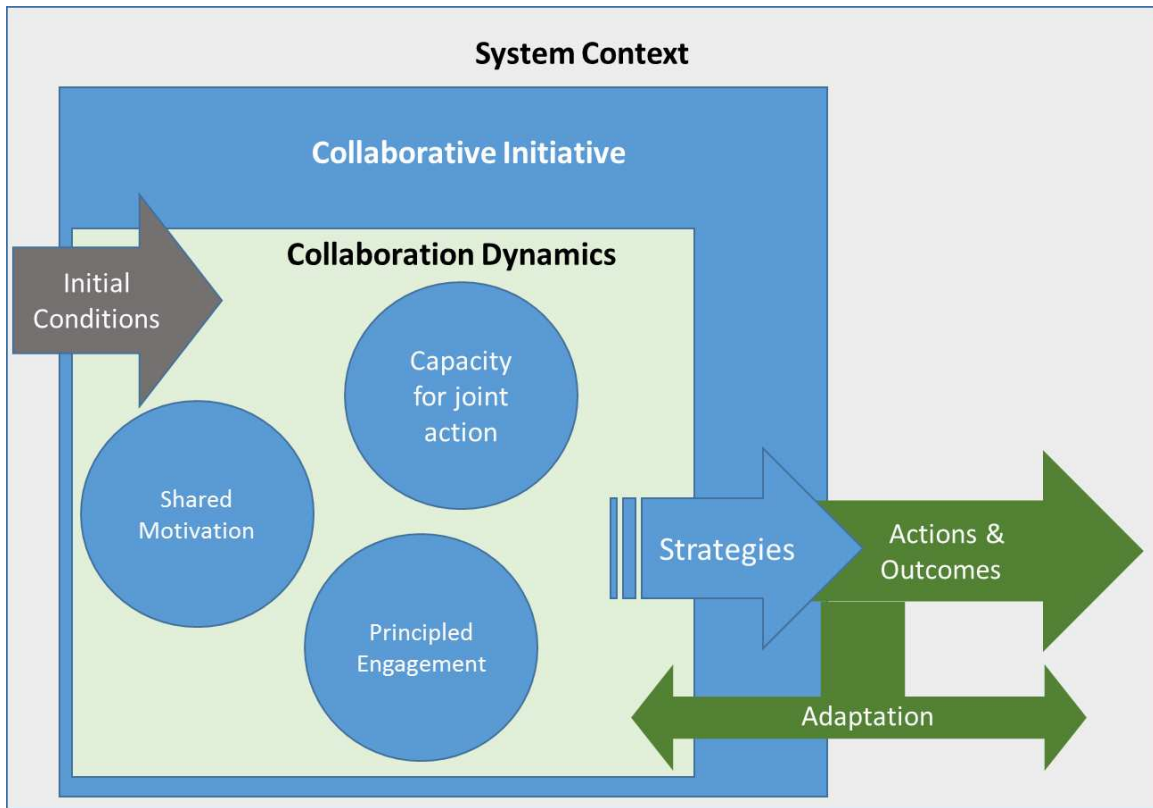 System Context
Collaborative Initiative
Collaboration Dynamics
Initial
Conditions
Capacity
for joint
action
Shared
Motivation
Principled
Engagement
Strategies
Actions &
Outcomes
Adaptation